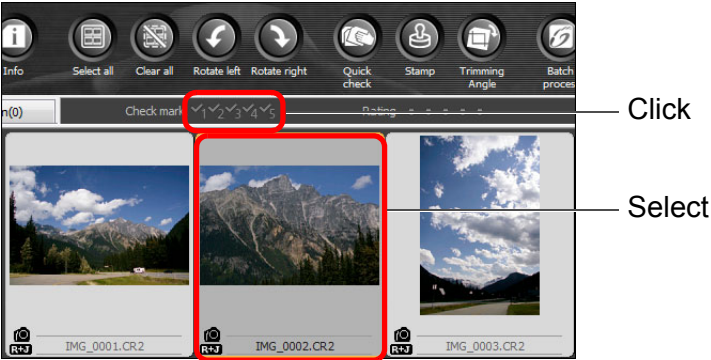 Info
Select all
Clear all
Rotate left
Rotate right
Quick
check
Stamp
Trimming
Angle
Batch
proces
n(0)
Check mark
1 2 3 4 5
Rating
Click
Select
R+J
IMG_0001.CR2
R+J
IMG_0002.CR2
R+J
IMG_0003.CR2